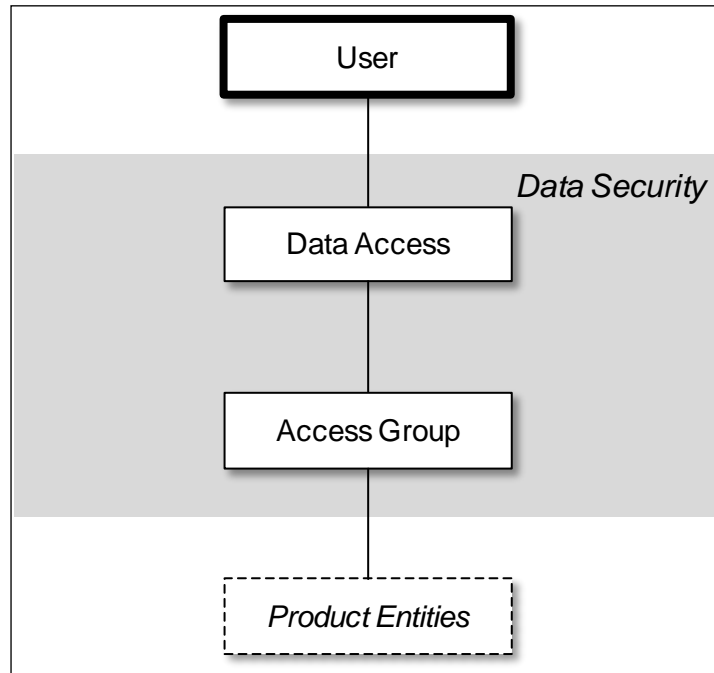 User
Data Security
Data Access
Access Group
Product Entities